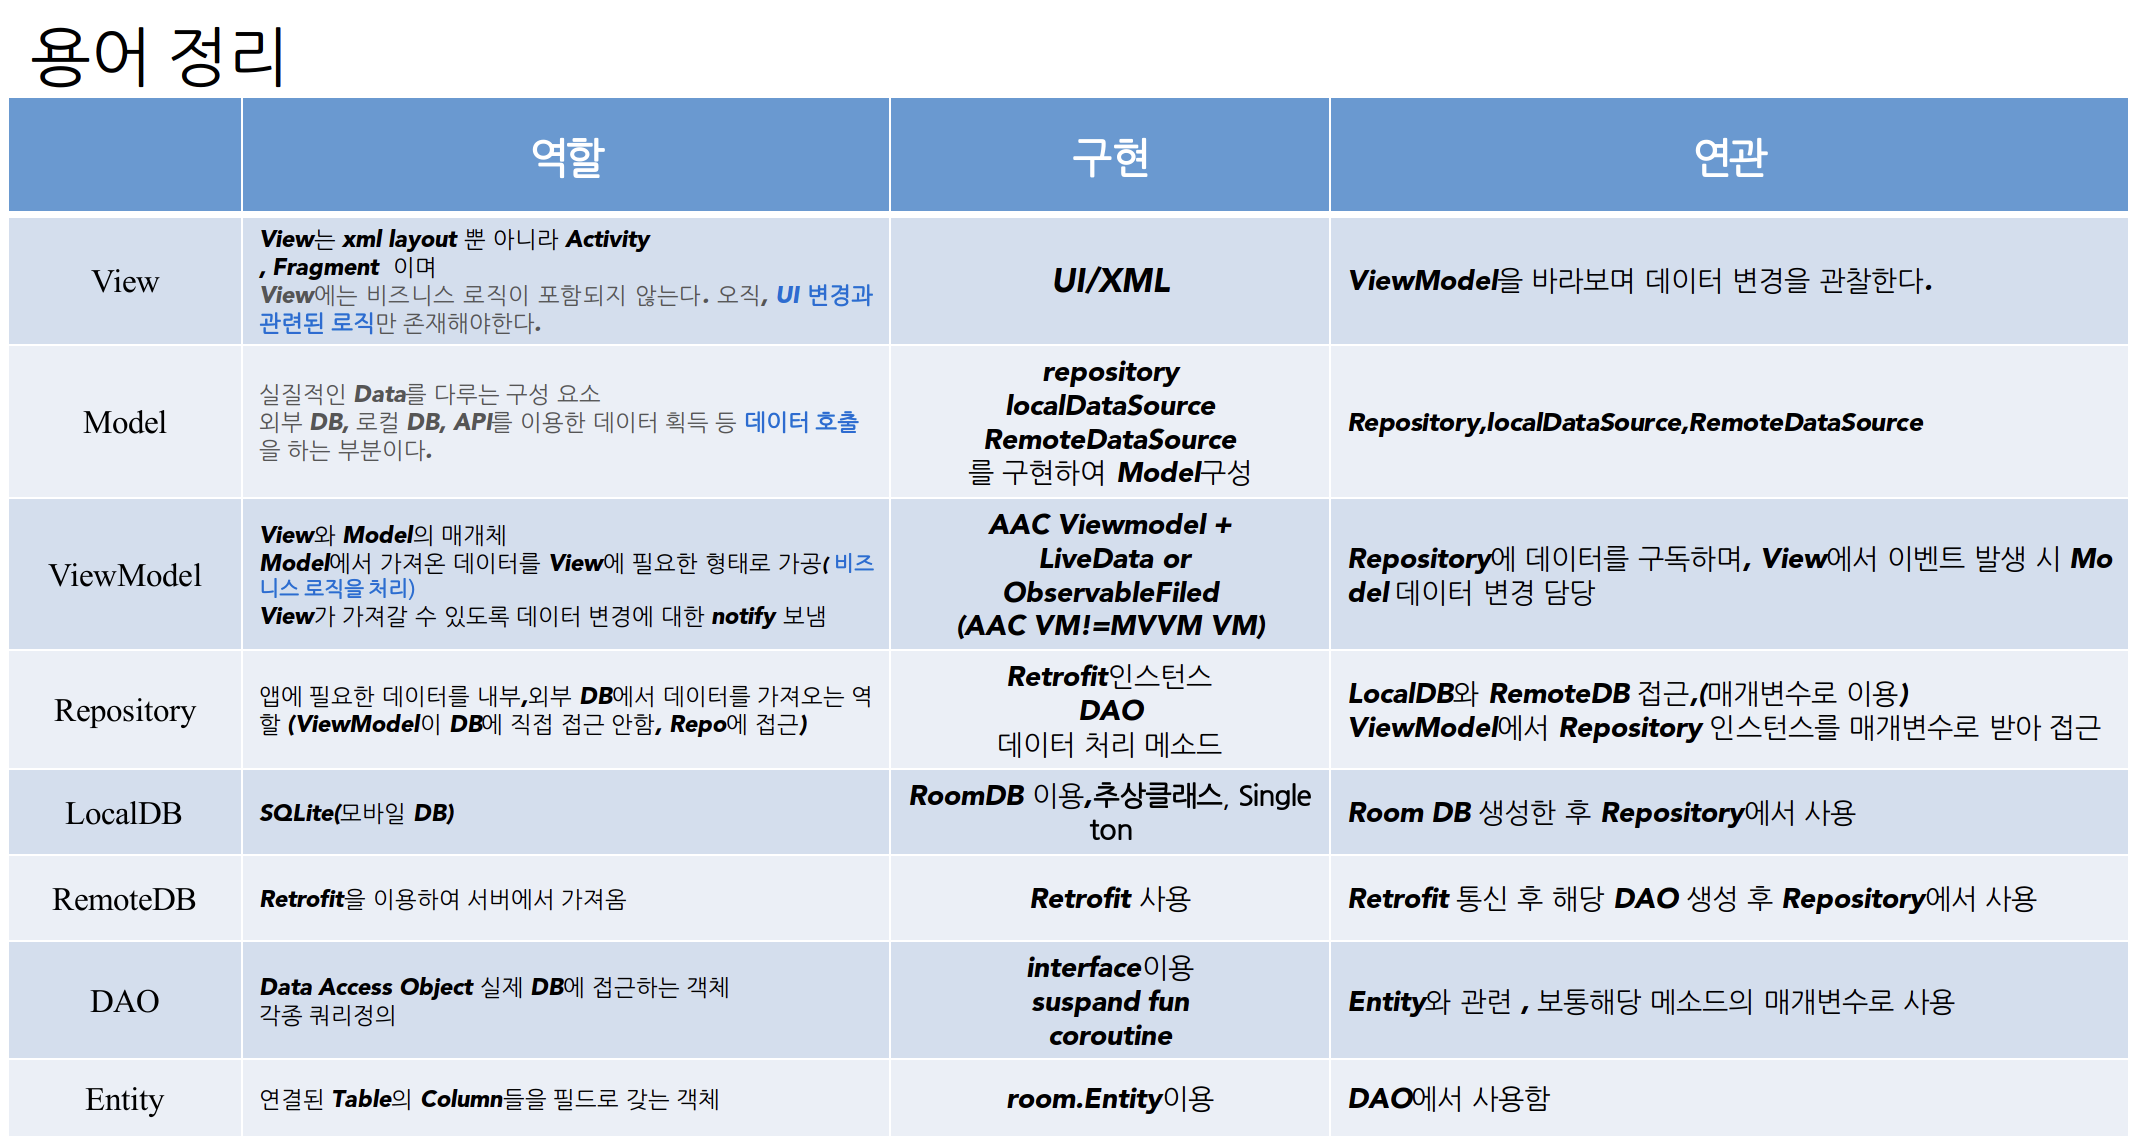 용어 정리
역할
구현
연관
View
View는 xml layout 뿐 아니라 Activity
, Fragment 이며
View에는 비즈니스 로직이 포함되지 않는다. 오직, UI 변경과
관련된 로직만 존재해야한다.
UI/XML
ViewModel을 바라보며 데이터 변경을 관찰한다.
Model
실질적인 Data를 다루는 구성 요소
외부 DB, 로컬 DB, API를 이용한 데이터 획득 등 데이터 호출
을 하는 부분이다.
repository
localDataSource
RemoteDataSource
를 구현하여 Model구성
Repository,localDataSource,RemoteDataSource
ViewModel
View와 Model의 매개체
Model에서 가져온 데이터를 View에 필요한 형태로 가공( 비즈
니스 로직을 처리)
View가 가져갈 수 있도록 데이터 변경에 대한 notify 보냄
AAC Viewmodel +
LiveData or
ObservableFiled
(AAC VM!=MVVM VM)
Repository에 데이터를 구독하며, View에서 이벤트 발생 시 Mo
del 데이터 변경 담당
Repository
앱에 필요한 데이터를 내부,외부 DB에서 데이터를 가져오는 역
할 (ViewModel이 DB에 직접 접근 안함, Repo에 접근)
Retrofit인스턴스
DAO
데이터 처리 메소드
LocalDB와 RemoteDB 접근,(매개변수로 이용)
ViewModel에서 Repository 인스턴스를 매개변수로 받아 접근
LocalDB
SQLite(모바일 DB)
RoomDB 이용,추상클래스, Single
ton
Room DB 생성한 후 Repository에서 사용
RemoteDB
Retrofit을 이용하여 서버에서 가져옴
Retrofit 사용
Retrofit 통신 후 해당 DAO 생성 후 Repository에서 사용
DAO
Data Access Object 실제 DB에 접근하는 객체
각종 쿼리정의
interface이용
suspand fun
coroutine
Entity와 관련 , 보통해당 메소드의 매개변수로 사용
Entity
연결된 Table의 Column들을 필드로 갖는 객체
room.Entity이용
DAO에서 사용함